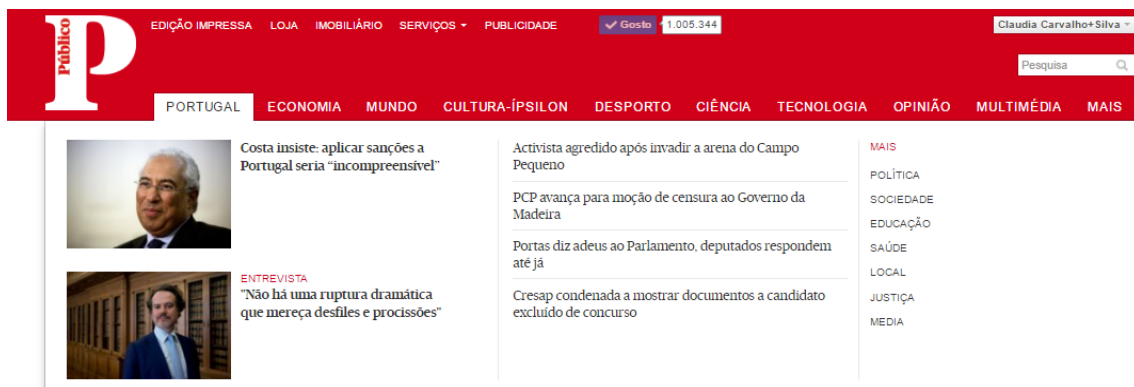 Público
P
EDIÇÃO IMPRESSA LOJA IMOBILIÁRIO SERVIÇOS PUBLICIDADE Gosto 1.005.344 Claudia Carvalho+Silva
Pesquisa
PORTUGAL ECONOMIA MUNDO CULTURA-ÍPSILON DESPORTO CIÊNCIA TECNOLOGIA OPINIÃO MULTIMÉDIA MAIS
Costa insiste: aplicar sanções a
Portugal seria “incompreensível”
ENTREVISTA
"Não há uma ruptura dramática
que mereça desfiles e procissões"
Activista agredido após invadir a arena do Campo
Pequeno
PCP avança para moção de censura ao Governo da
Madeira
Portas diz adeus ao Parlamento, deputados respondem
até já
Cresap condenada a mostrar documentos a candidato
excluído de concurso
MAIS
POLÍTICA
SOCIEDADE
EDUCAÇÃO
SAÚDE
LOCAL
JUSTIÇA
MEDIA